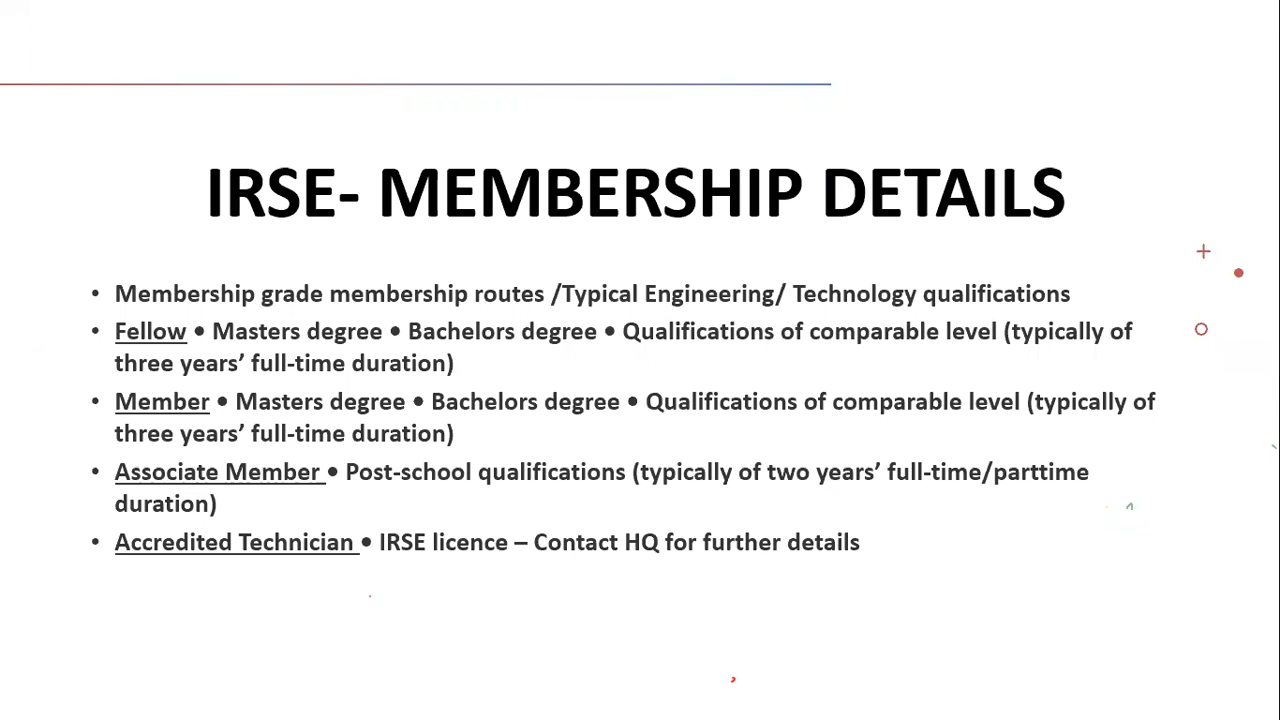 IRSE- MEMBERSHIP DETAILS
• Membership grade membership routes /Typical Engineering/ Technology qualifications
• Fellow • Masters degree • Bachelors degree • Qualifications of comparable level (typically of
three years’ full-time duration)
• Member • Masters degree • Bachelors degree • Qualifications of comparable level (typically of
three years’ full-time duration)
• Associate Member • Post-school qualifications (typically of two years’ full-time/parttime
duration)
• Accredited Technician • IRSE licence – Contact HQ for further details